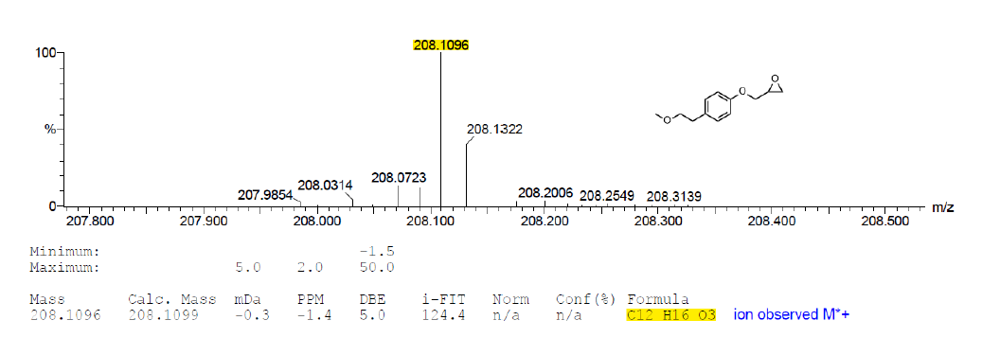 100
208.1096
%
208.1322
207.9854
208.0314
208.0723
208.2006
208.2549
208.3139
0
m/z
207.800 207.900 208.000 208.100 208.200 208.300 208.400 208.500
O
O
O
Minimum: -1.5
Maximum: 5.0 2.0 50.0
Mass Calc. Mass mDa PPM DBE i-FIT Norm Conf(%) Formula
208.1096 208.1099 -0.3 -1.4 5.0 124.4 n/a n/a C12 H16 O3 ion observed M*+